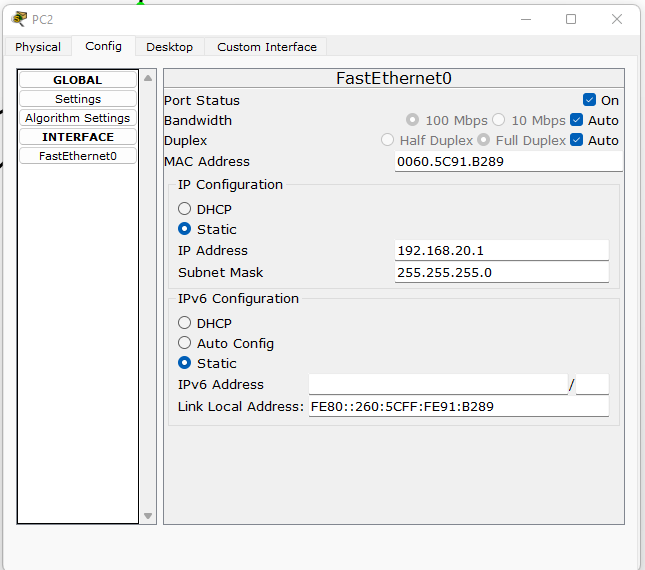 PC2
Physical Config Desktop Custom Interface
GLOBAL
Settings
Algorithm Settings
INTERFACE
FastEthernet0
FastEthernet0
Port Status On
Bandwidth 100 Mbps 10 Mbps Auto
Duplex Half Duplex Full Duplex Auto
MAC Address 0060.5C91.B289
IP Configuration
DHCP
Static
IP Address 192.168.20.1
Subnet Mask 255.255.255.0
IPv6 Configuration
DHCP
Auto Config
Static
IPv6 Address /
Link Local Address: FE80::260:5CFF:FE91:B289